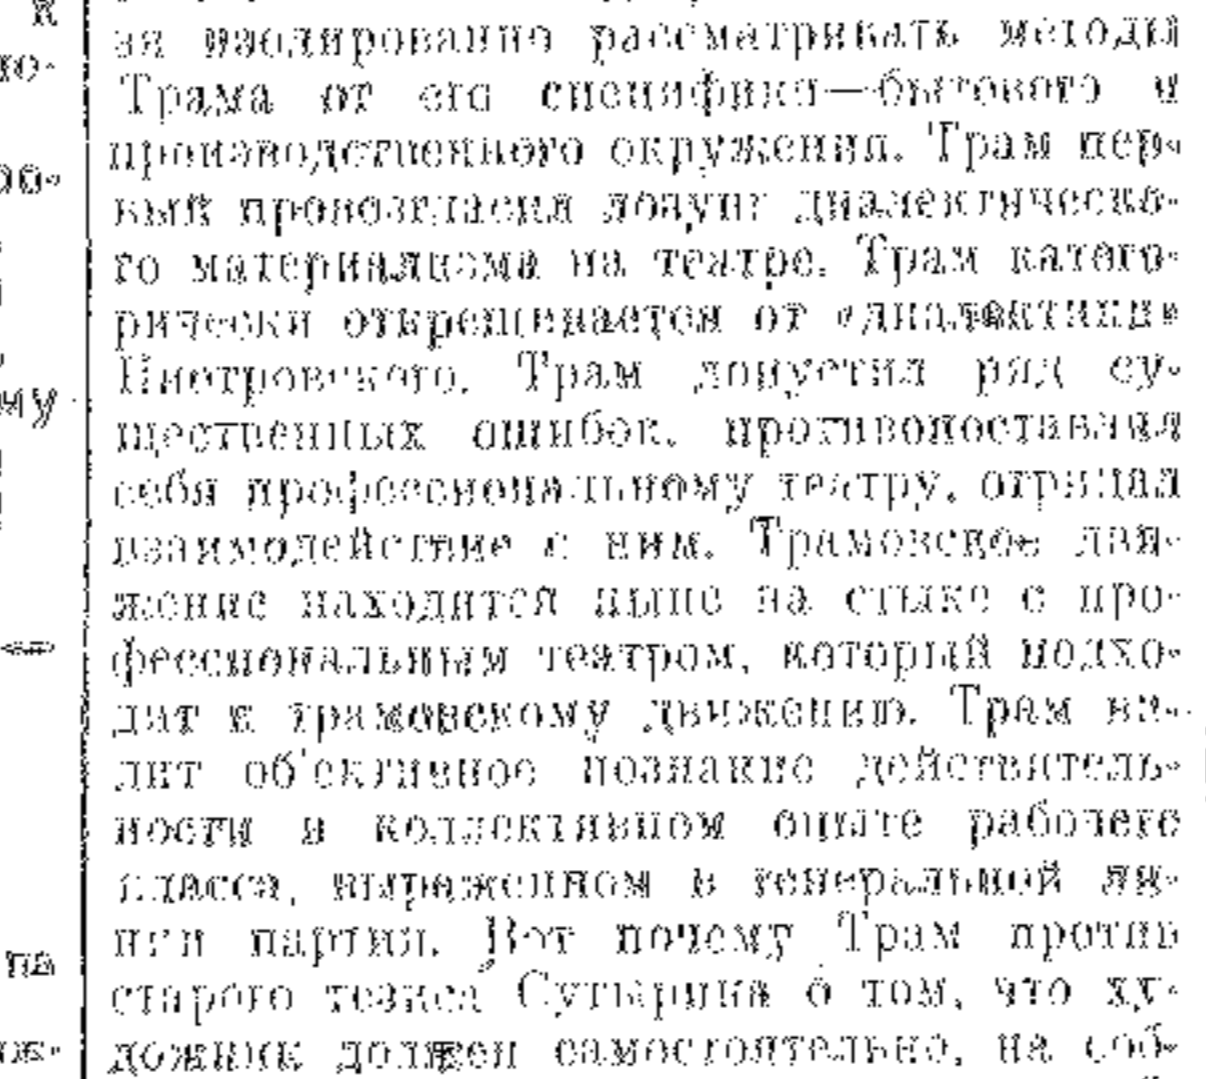 за изолированно рассматривать методы
Трама от его специфики—бытового и
производственного окружения. Трам пер-
вый провозгласил лозунг диалектическо-
го материализма на театре. Трам катего-
рически открещивается от «диалектики»
Пиотровского. Трам допустил ряд су-
щественных ошибок, противопоставляя
себя профессиональному театру, отрицая
взаимодействие с ним. Трамовское дви-
жение находится ныне на стыке с про-
фессиональным театром, который подхо-
дит к трамовскому движению. Трам ви-
дит об'ективное познание действитель-
ности в коллективном опыте рабочего
класса, выраженном в генеральной ли-
нии партии. Вот почему Трам против
старого тезиса Сутырина о том, что ху-
дожник должен самостоятельно, на соб-